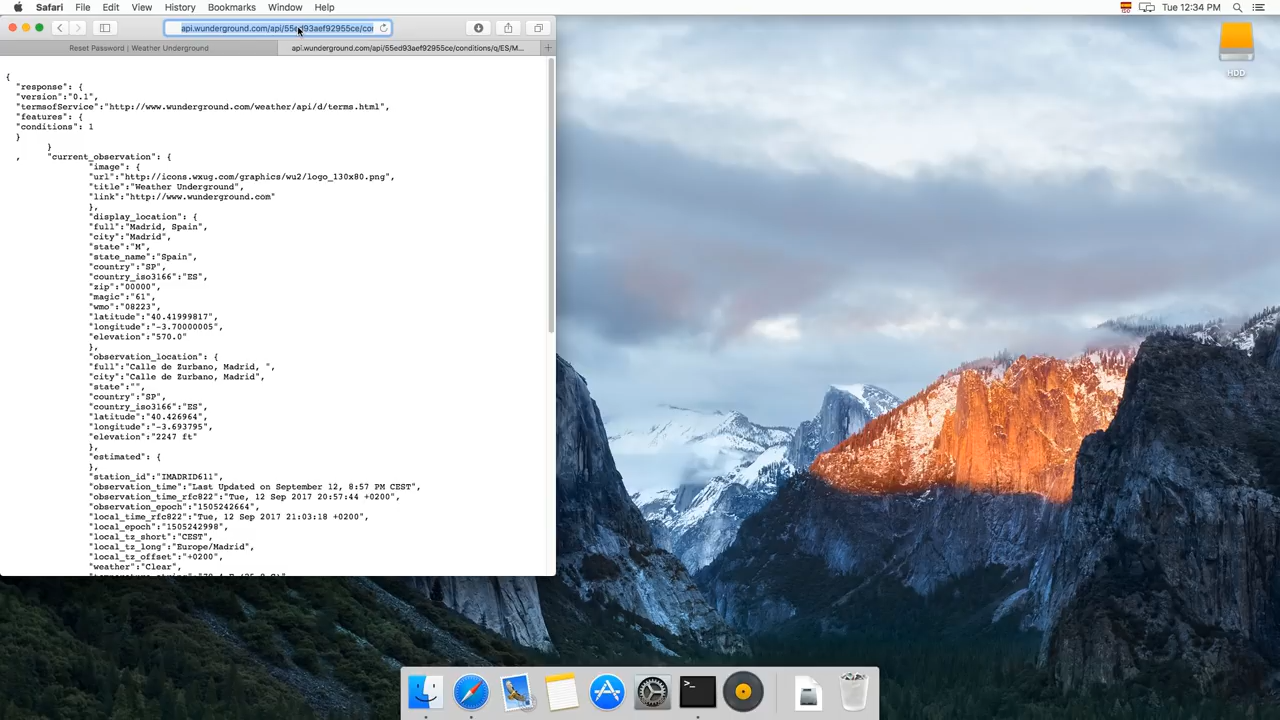 Safari File Edit View History Bookmarks Window Help
Tue 12:34 PM
api.wunderground.com/api/55ed93aef92955ce/co
HDD
Reset Password | Weather Underground
api.wunderground.com/api/55ed93aef92955ce/conditions/q/ES/M...
{
"response": {
"version":"0.1",
"termsofService":"http://www.wunderground.com/weather/api/d/terms.html",
"features": {
"conditions": 1
}
}
, "current_observation": {
"image": {
"url":"http://icons.wxug.com/graphics/wu2/logo_130x80.png",
"title":"Weather Underground",
"link":"http://www.wunderground.com"
},
"display_location": {
"full":"Madrid, Spain",
"city":"Madrid",
"state":"M",
"state_name":"Spain",
"country":"SP",
"country_iso3166":"ES",
"zip":"00000",
"magic":"61",
"wmo":"08223",
"latitude":"40.41999817",
"longitude":"-3.70000005",
"elevation":"570.0"
},
"observation_location": {
"full":"Calle de Zurbano, Madrid, ",
"city":"Calle de Zurbano, Madrid",
"state":"",
"country":"SP",
"country_iso3166":"ES",
"latitude":"40.426964",
"longitude":"-3.693795",
"elevation":"2247 ft"
},
"estimated": {
},
"station_id":"IMADRID611",
"observation_time":"Last Updated on September 12, 8:57 PM CEST",
"observation_time_rfc822":"Tue, 12 Sep 2017 20:57:44 +0200",
"observation_epoch":"1505242664",
"local_time_rfc822":"Tue, 12 Sep 2017 21:03:18 +0200",
"local_epoch":"1505242998",
"local_tz_short":"CEST",
"local_tz_long":"Europe/Madrid",
"local_tz_offset":"+0200",
"weather":"Clear",